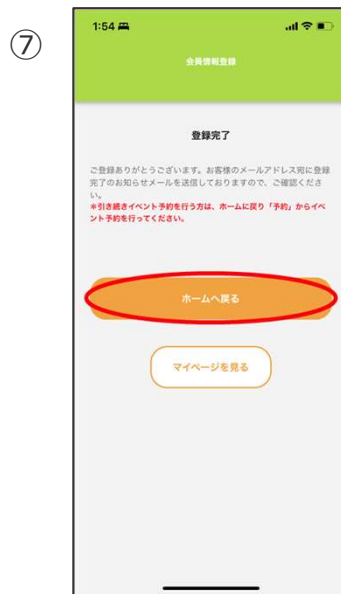 ⑦
1:54
会員情報登録
登録完了
ご登録ありがとうございます。お客様のメールアドレス宛に登録
完了のお知らせメールを送信しておりますので、ご確認くださ
い。
※引き続きイベント予約を行う方は、ホームに戻り「予約」からイベ
ント予約を行ってください。
ホームへ戻る
マイページを見る